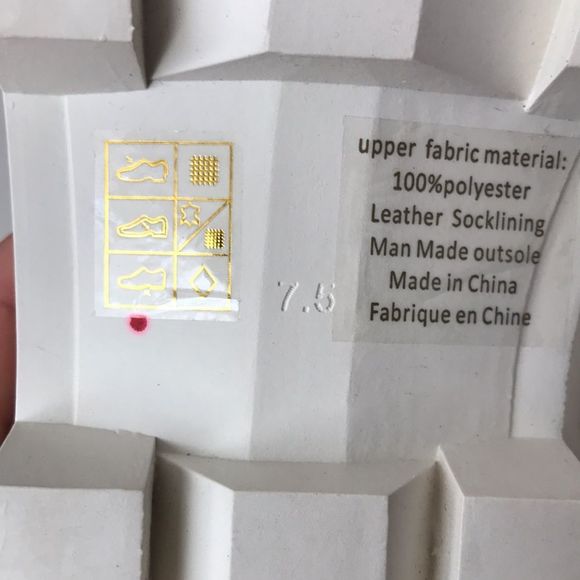 7.5
upper fabric material:
100%polyester
Leather Socklining
Man Made outsole
Made in China
Fabrique en Chine